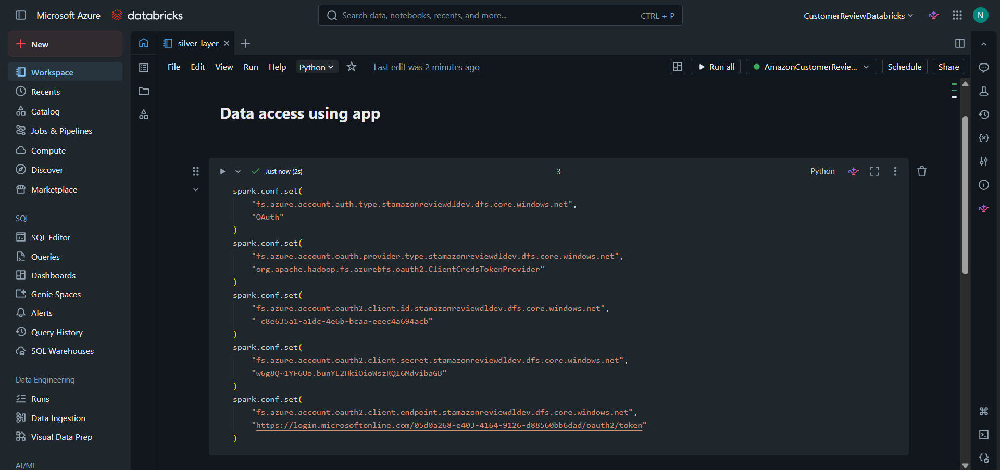 Microsoft Azure databricks
Search data, notebooks, recents, and more... CTRL + P
CustomerReviewDatabricks N
New
Workspace
Recents
Catalog
Jobs & Pipelines
Compute
Discover
Marketplace
SQL
SQL Editor
Queries
Dashboards
Genie Spaces
Alerts
Query History
SQL Warehouses
Data Engineering
Runs
Data Ingestion
Visual Data Prep
AI/ML
silver_layer
File Edit View Run Help Python Last edit was 2 minutes ago
Run all AmazonCustomerRevie... Schedule Share
Data access using app
Just now (2s) 3 Python
spark.conf.set(
"fs.azure.account.auth.type.stamazonreviewdldev.dfs.core.windows.net",
"OAuth"
)
spark.conf.set(
"fs.azure.account.oauth.provider.type.stamazonreviewdldev.dfs.core.windows.net",
"org.apache.hadoop.fs.azurebfs.oauth2.ClientCredsTokenProvider"
)
spark.conf.set(
"fs.azure.account.oauth2.client.id.stamazonreviewdldev.dfs.core.windows.net",
" c8e635a1-a1dc-4e6b-bcaa-eeec4a694acb"
)
spark.conf.set(
"fs.azure.account.oauth2.client.secret.stamazonreviewdldev.dfs.core.windows.net",
"w6g8Q~1YF6Uo.bunYE2HkiOioWszRQI6MdvibaGB"
)
spark.conf.set(
"fs.azure.account.oauth2.client.endpoint.stamazonreviewdldev.dfs.core.windows.net",
"https://login.microsoftonline.com/05d0a268-e403-4164-9126-d88560bb6dad/oauth2/token"
)